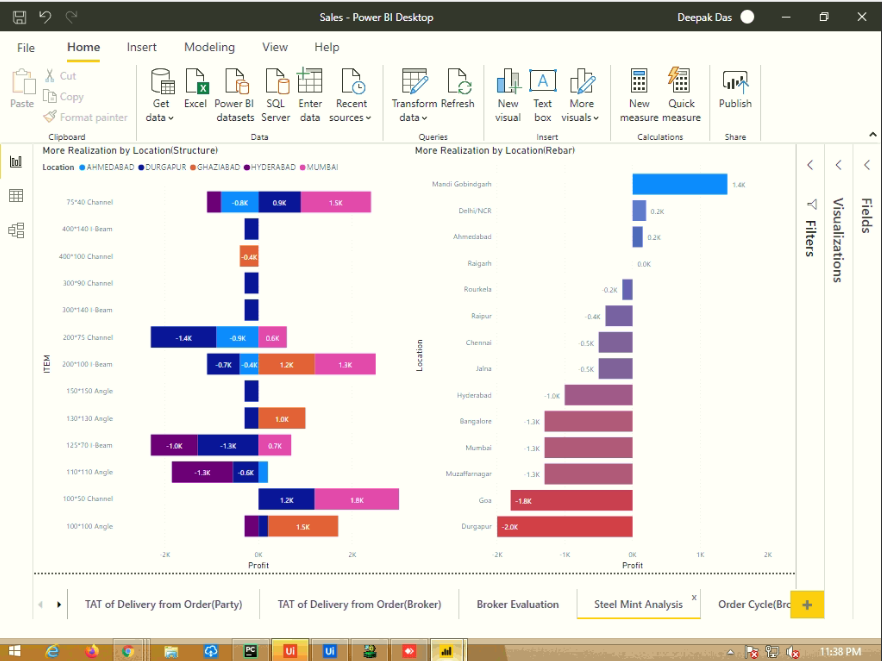 Sales - Power BI Desktop
Deepak Das
File Home Insert Modeling View Help
Paste
Cut
Copy
Format painter
Get data
Excel
Power BI datasets
SQL Server
Enter data
Recent sources
Transform data
Refresh
New visual
Text box
More visuals
New measure
Quick measure
Publish
Clipboard Data Queries Insert Calculations Share
More Realization by Location(Structure)
Location AHMEDABAD DURGAPUR GHAZIABAD HYDERABAD MUMBAI
ITEM
75*40 Channel -0.8K 0.9K 1.5K
400*140 I-Beam
400*100 Channel -0.4K
300*90 Channel
300*140 I-Beam
200*75 Channel -1.4K -0.9K 0.6K
200*100 I-Beam -0.7K -0.4K 1.2K 1.3K
150*150 Angle
130*130 Angle 1.0K
125*70 I-Beam -1.0K -1.3K 0.7K
110*110 Angle -1.3K -0.6K
100*50 Channel 1.2K 1.8K
100*100 Angle 1.5K
-2K 0K 2K
Profit
More Realization by Location(Rebar)
Location
Mandi Gobindgarh 1.4K
Delhi/NCR 0.2K
Ahmedabad 0.2K
Raigarh 0.0K
Rourkela -0.2K
Raipur -0.4K
Chennai -0.5K
Jalna -0.5K
Hyderabad -1.0K
Bangalore -1.3K
Mumbai -1.3K
Muzaffarnagar -1.3K
Goa -1.8K
Durgapur -2.0K
-2K -1K 0K 1K 2K
Profit
Filters
Visualizations
Fields
TAT of Delivery from Order(Party) TAT of Delivery from Order(Broker) Broker Evaluation Steel Mint Analysis x Order Cycle(Bro
PC Ui Ui
11:38 PM